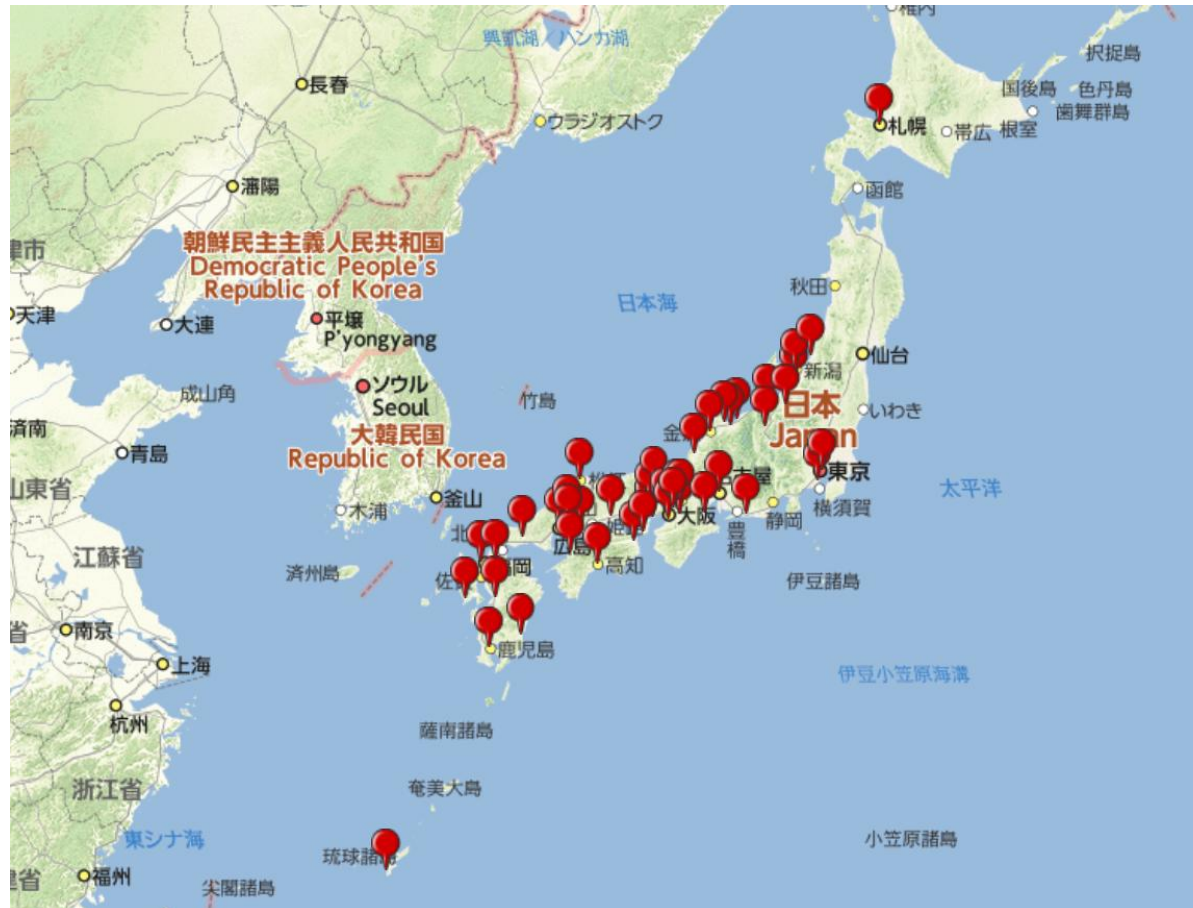 稚内
興凱湖／ハンカ湖
択捉島
長春
国後島
色丹島
歯舞群島
ウラジオストク
札幌
帯広
根室
瀋陽
函館
津市
朝鮮民主主義人民共和国
Democratic People's
Republic of Korea
秋田
日本海
天津
大連
平壌
P'yongyang
仙台
新潟
成山角
ソウル
Seoul
竹島
日本
Japan
いわき
済南
大韓民国
Republic of Korea
青島
東京
山東省
釜山
太平洋
木浦
大阪
横須賀
静岡
豊橋
広島
高知
江蘇省
済州島
伊豆諸島
南京
鹿児島
上海
伊豆小笠原海溝
杭州
薩南諸島
奄美大島
浙江省
東シナ海
小笠原諸島
琉球諸島
福州
尖閣諸島